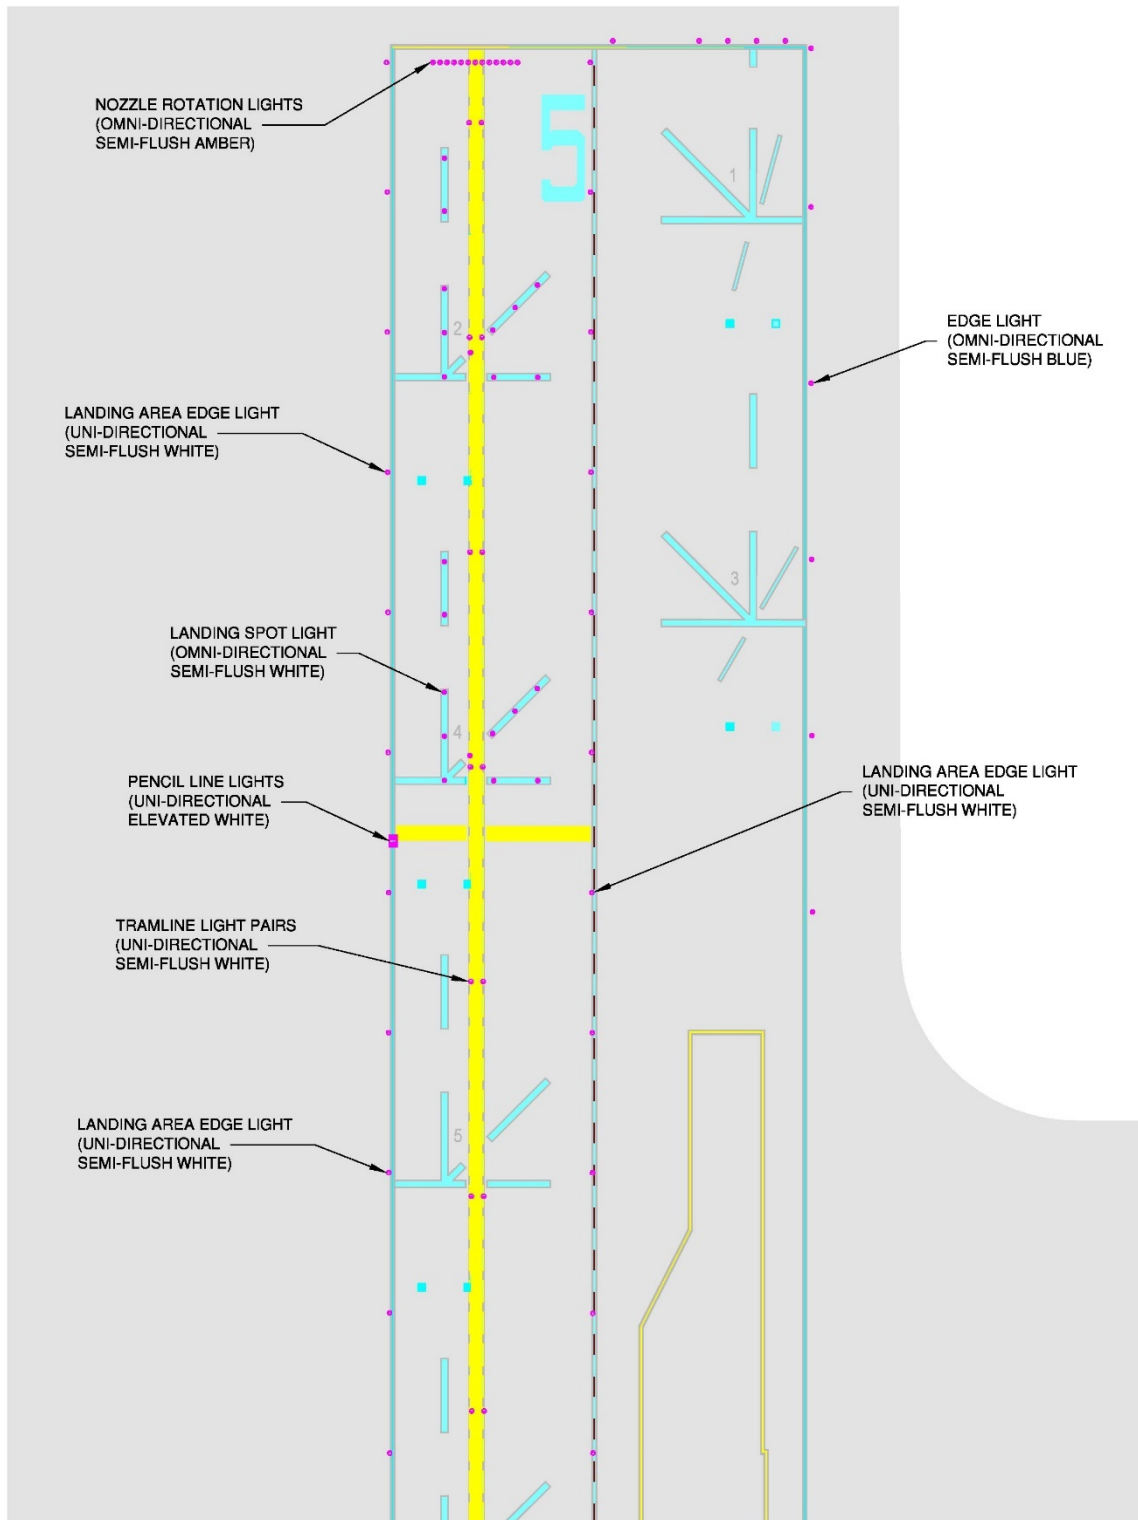 NOZZLE ROTATION LIGHTS
(OMNI-DIRECTIONAL
SEMI-FLUSH AMBER)
5
1
2
EDGE LIGHT
(OMNI-DIRECTIONAL
SEMI-FLUSH BLUE)
LANDING AREA EDGE LIGHT
(UNI-DIRECTIONAL
SEMI-FLUSH WHITE)
3
LANDING SPOT LIGHT
(OMNI-DIRECTIONAL
SEMI-FLUSH WHITE)
4
PENCIL LINE LIGHTS
(UNI-DIRECTIONAL
ELEVATED WHITE)
LANDING AREA EDGE LIGHT
(UNI-DIRECTIONAL
SEMI-FLUSH WHITE)
TRAMLINE LIGHT PAIRS
(UNI-DIRECTIONAL
SEMI-FLUSH WHITE)
LANDING AREA EDGE LIGHT
(UNI-DIRECTIONAL
SEMI-FLUSH WHITE)
5